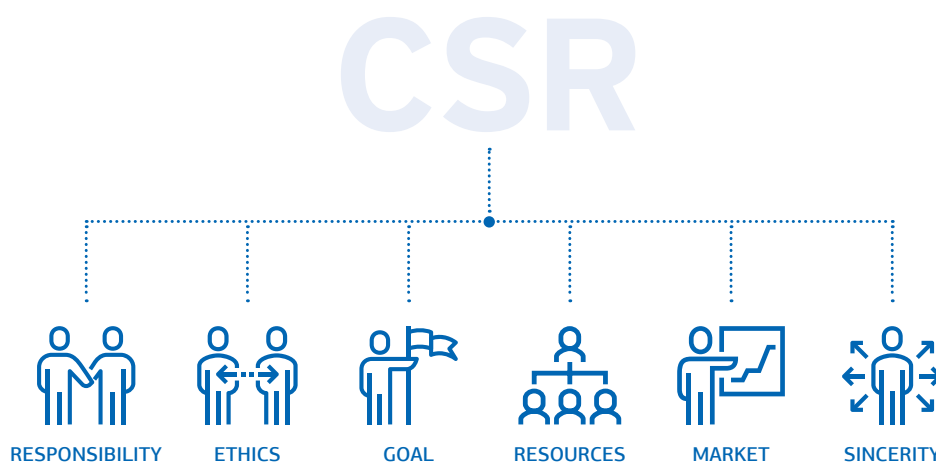 CSR
RESPONSIBILITY
ETHICS
GOAL
RESOURCES
MARKET
SINCERITY